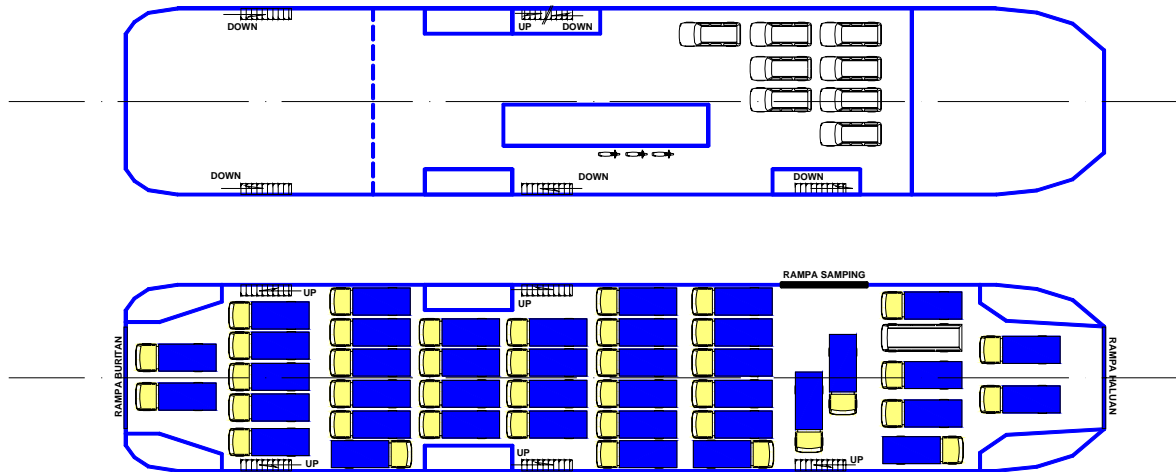 DOWN
UP DOWN
DOWN
DOWN
DOWN
RAMPA SAMPING
UP
UP
RAMPA BURITAN
RAMPA HALUAN
UP
UP
UP